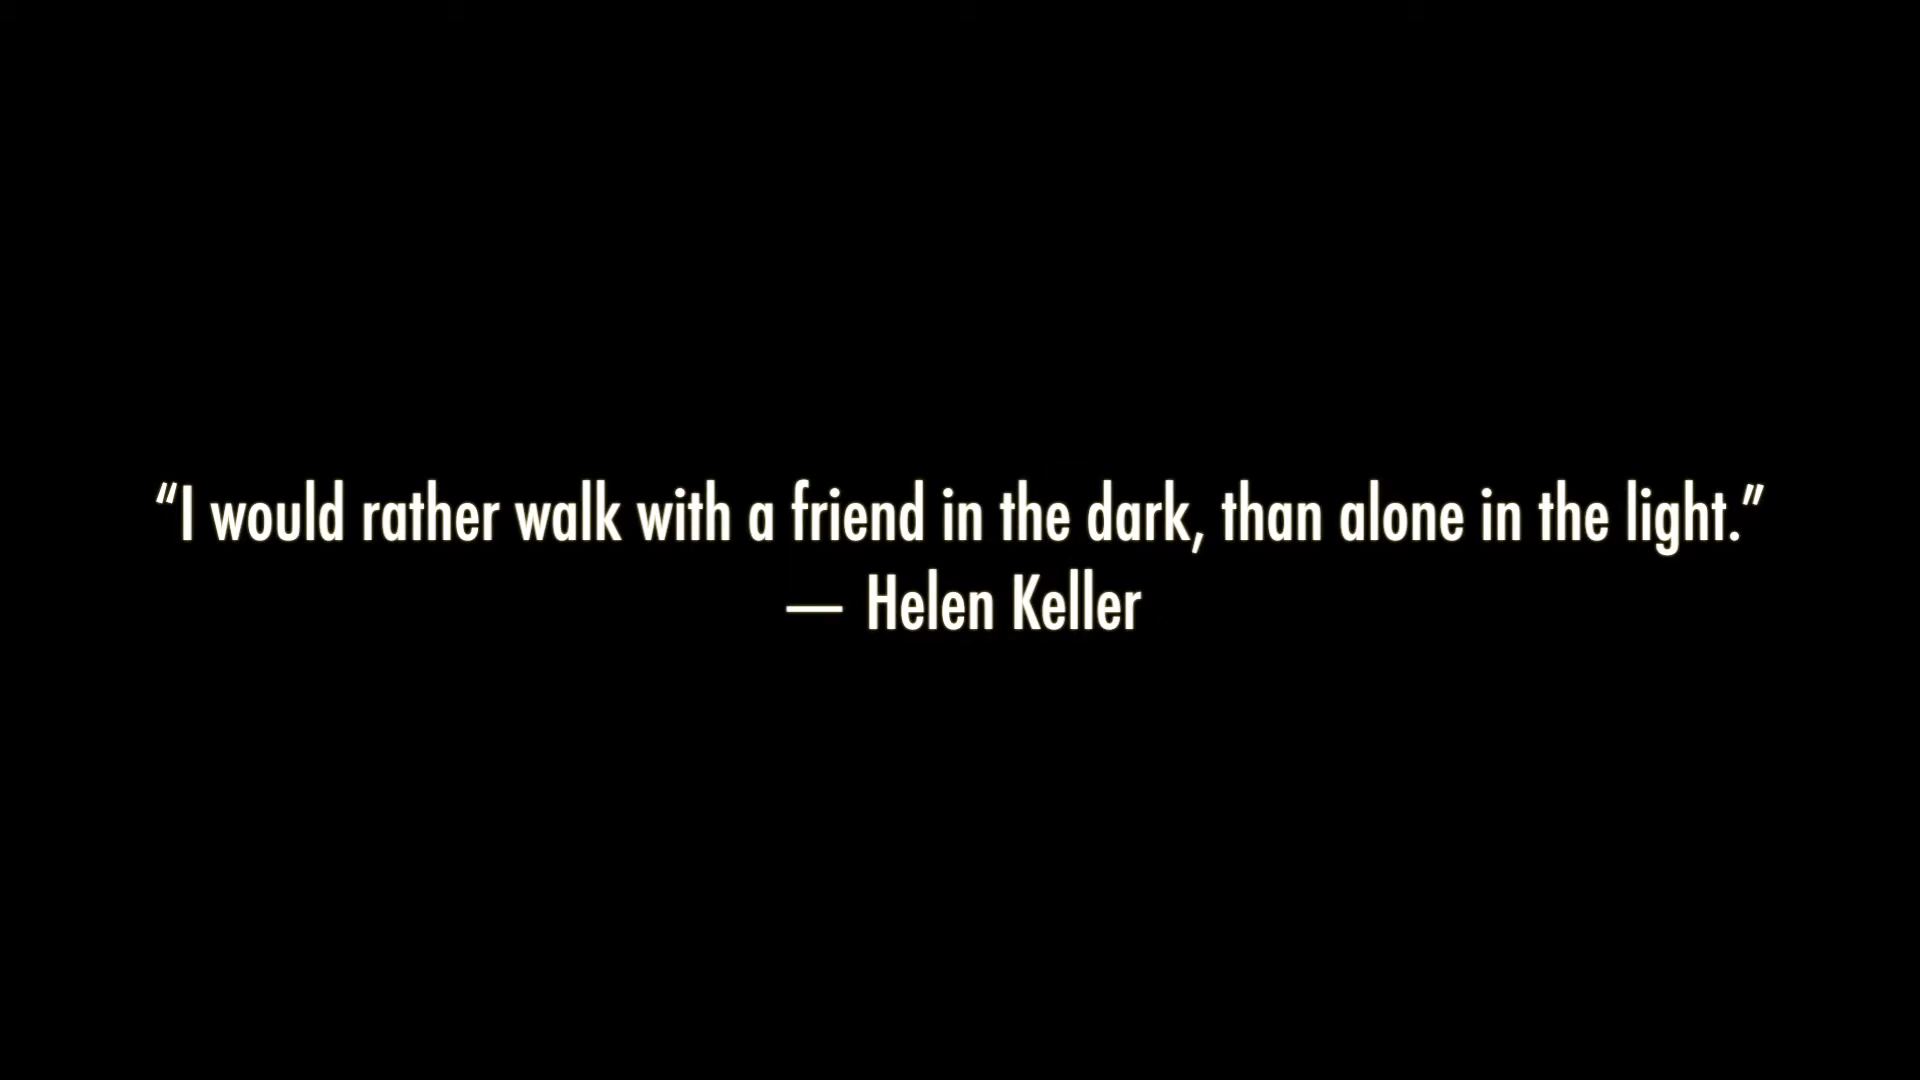 “I would rather walk with a friend in the dark, than alone in the light.”
— Helen Keller